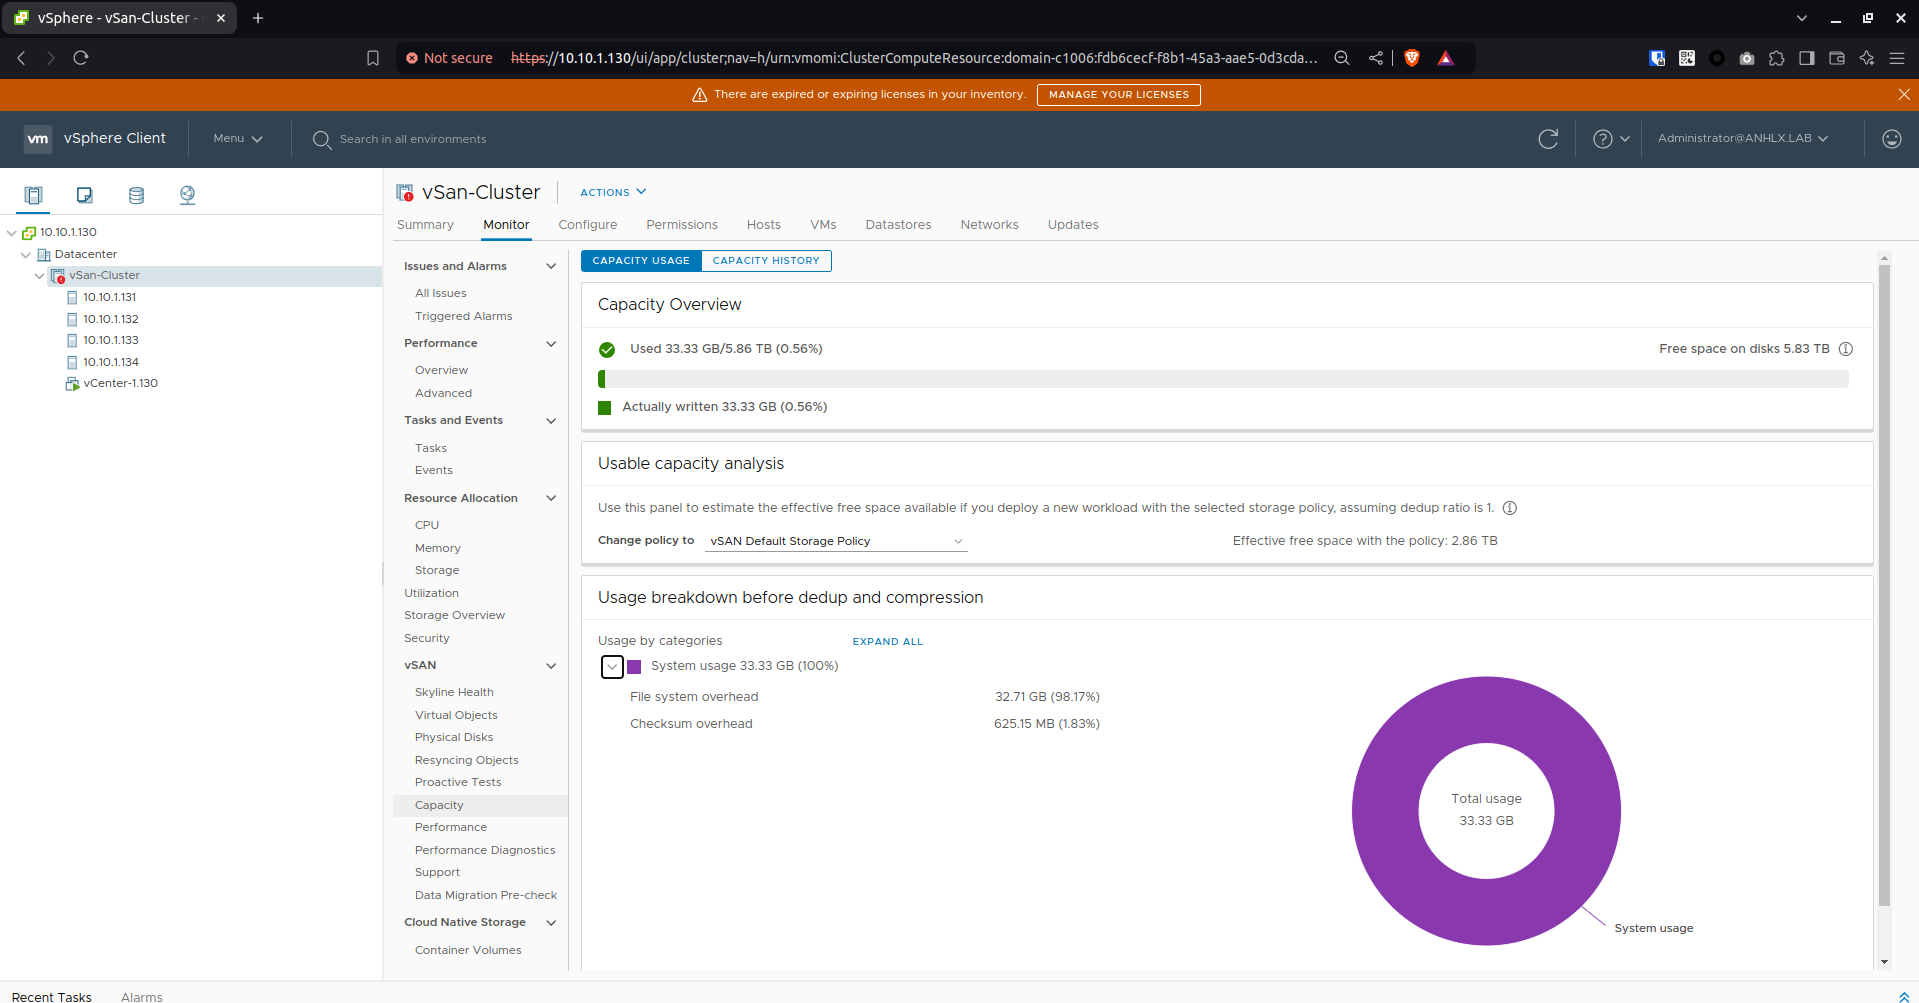 vSphere - vSan-Cluster -
Not secure https://10.10.1.130/ui/app/cluster;nav=h/urn:vmomi:ClusterComputeResource:domain-c1006:fdb6cecf-f8b1-45a3-aae5-0d3cda...
There are expired or expiring licenses in your inventory. MANAGE YOUR LICENSES
vm vSphere Client Menu Search in all environments Administrator@ANHLX.LAB
10.10.1.130
Datacenter
vSan-Cluster
10.10.1.131
10.10.1.132
10.10.1.133
10.10.1.134
vCenter-1.130
vSan-Cluster ACTIONS
Summary Monitor Configure Permissions Hosts VMs Datastores Networks Updates
Issues and Alarms
All Issues
Triggered Alarms
Performance
Overview
Advanced
Tasks and Events
Tasks
Events
Resource Allocation
CPU
Memory
Storage
Utilization
Storage Overview
Security
vSAN
Skyline Health
Virtual Objects
Physical Disks
Resyncing Objects
Proactive Tests
Capacity
Performance
Performance Diagnostics
Support
Data Migration Pre-check
Cloud Native Storage
Container Volumes
CAPACITY USAGE CAPACITY HISTORY
Capacity Overview
Used 33.33 GB/5.86 TB (0.56%) Free space on disks 5.83 TB
Actually written 33.33 GB (0.56%)
Usable capacity analysis
Use this panel to estimate the effective free space available if you deploy a new workload with the selected storage policy, assuming dedup ratio is 1.
Change policy to vSAN Default Storage Policy Effective free space with the policy: 2.86 TB
Usage breakdown before dedup and compression
Usage by categories EXPAND ALL
System usage 33.33 GB (100%)
File system overhead 32.71 GB (98.17%)
Checksum overhead 625.15 MB (1.83%)
Total usage
33.33 GB
System usage
Recent Tasks Alarms